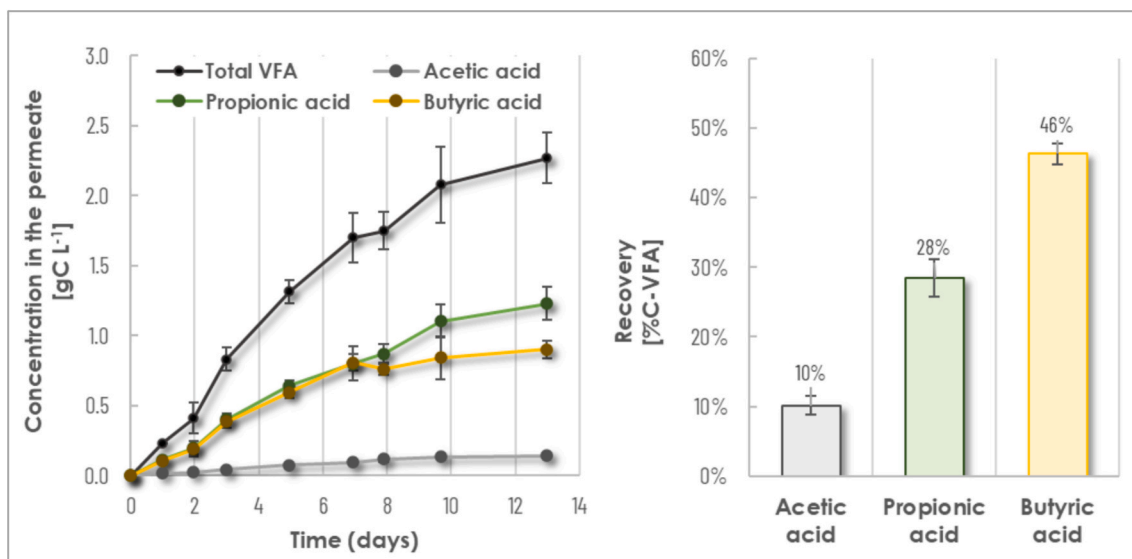 3.0
2.5
2.0
1.5
1.0
0.5
0.0
Concentration in the permeate
[gC L-1]
Total VFA
Acetic acid
Propionic acid
Butyric acid
0 2 4 6 8 10 12 14
Time (days)
60%
50%
40%
30%
20%
10%
0%
Recovery
[%C-VFA]
10%
28%
46%
Acetic
acid
Propionic
acid
Butyric
acid